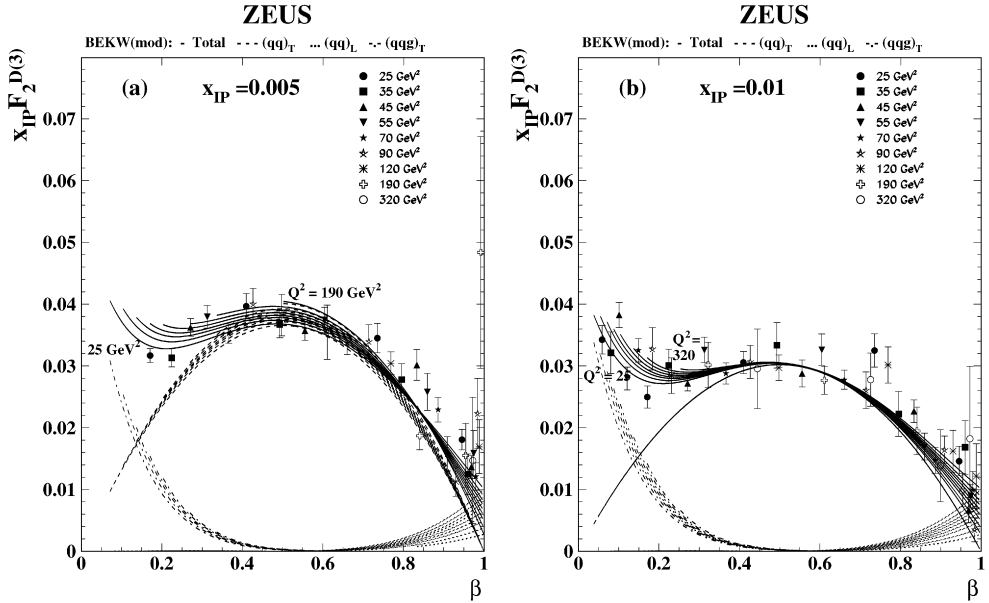 ZEUS
BEKW(mod): - Total --- (qq)T ... (qq)L -.- (qqg)T
xIPF2D(3)
(a) xIP =0.005
25 GeV2
35 GeV2
45 GeV2
55 GeV2
70 GeV2
90 GeV2
120 GeV2
190 GeV2
320 GeV2
0.07
0.06
0.05
0.04
0.03
0.02
0.01
0
Q2 = 190 GeV2
25 GeV2
0 0.2 0.4 0.6 0.8 1
β
ZEUS
BEKW(mod): - Total --- (qq)T ... (qq)L -.- (qqg)T
xIPF2D(3)
(b) xIP =0.01
25 GeV2
35 GeV2
45 GeV2
55 GeV2
70 GeV2
90 GeV2
120 GeV2
190 GeV2
320 GeV2
0.07
0.06
0.05
0.04
0.03
0.02
0.01
0
Q2=
320
Q2 = 25
0 0.2 0.4 0.6 0.8 1
β